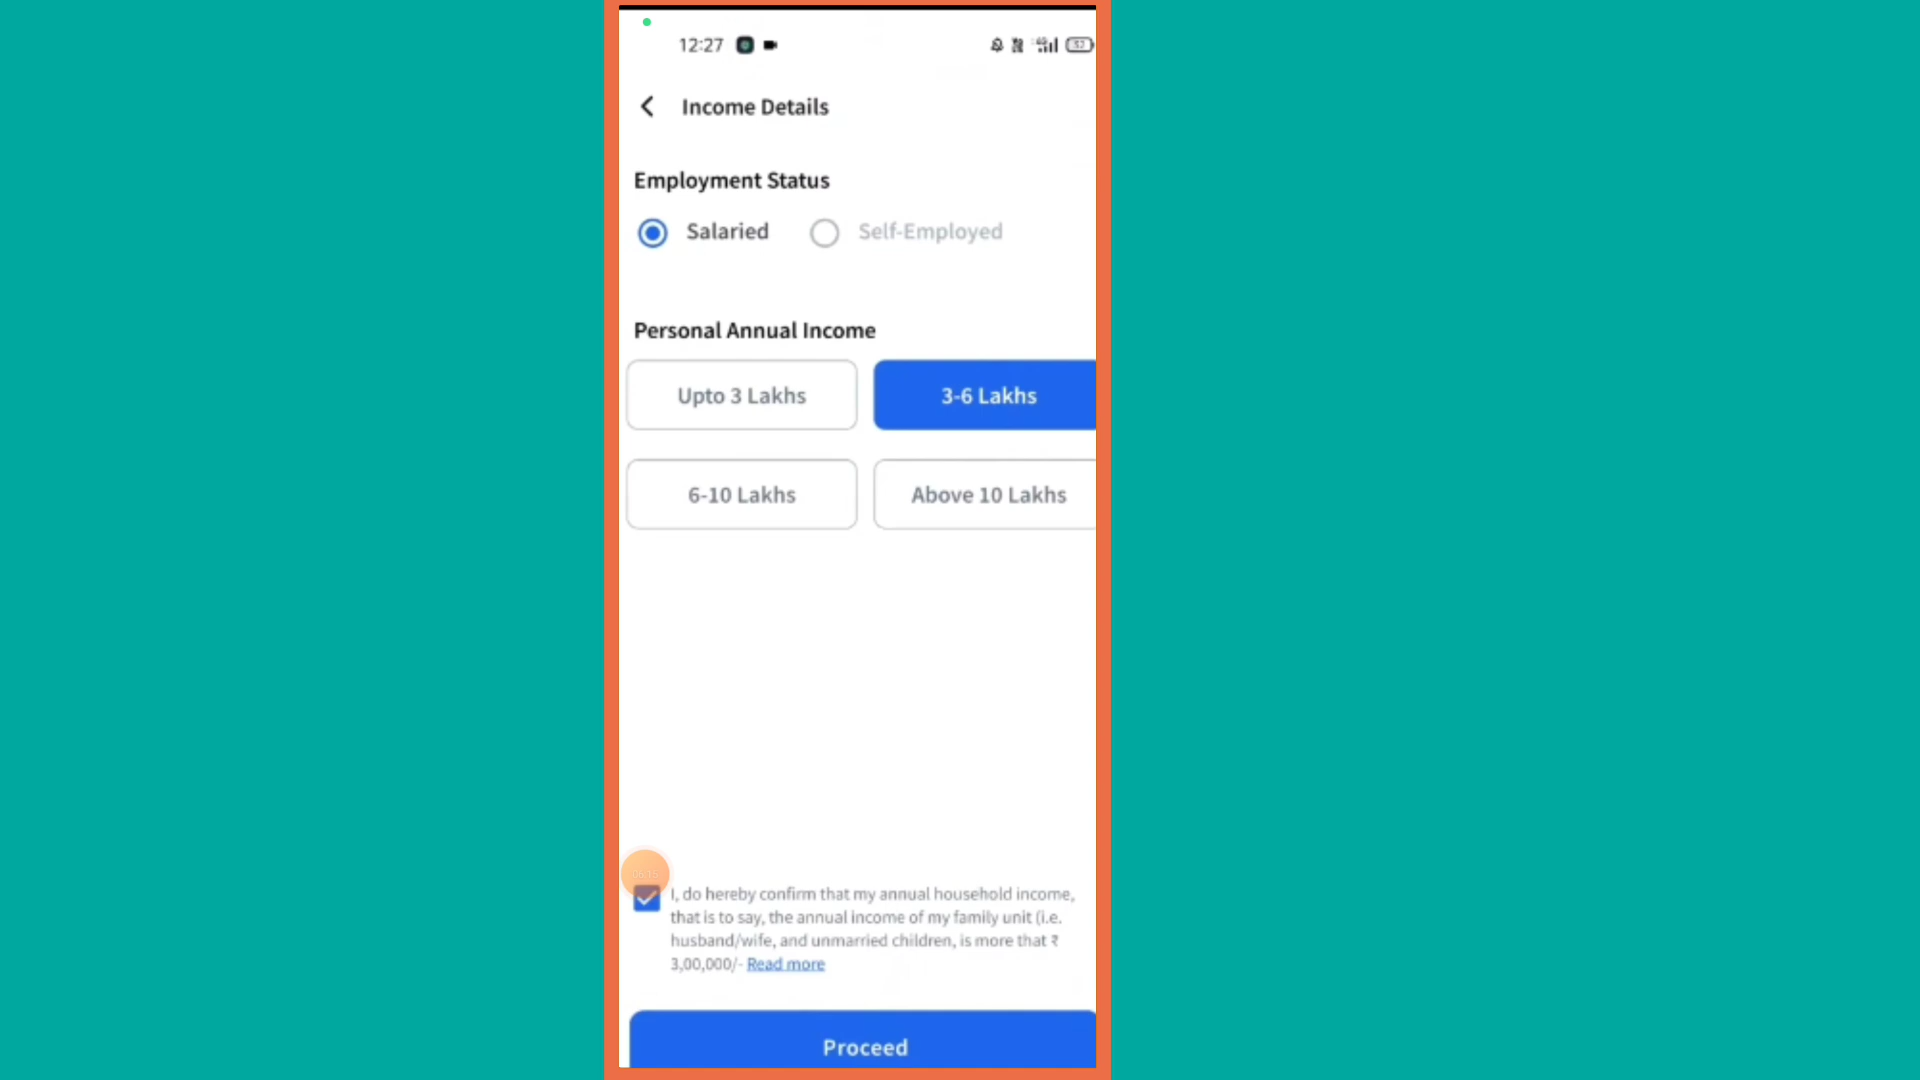 12:27
Income Details
Employment Status
Salaried Self-Employed
Personal Annual Income
Upto 3 Lakhs 3-6 Lakhs
6-10 Lakhs Above 10 Lakhs
I, do hereby confirm that my annual household income,
that is to say, the annual income of my family unit (i.e.
husband/wife, and unmarried children, is more that ₹
3,00,000/- Read more
Proceed